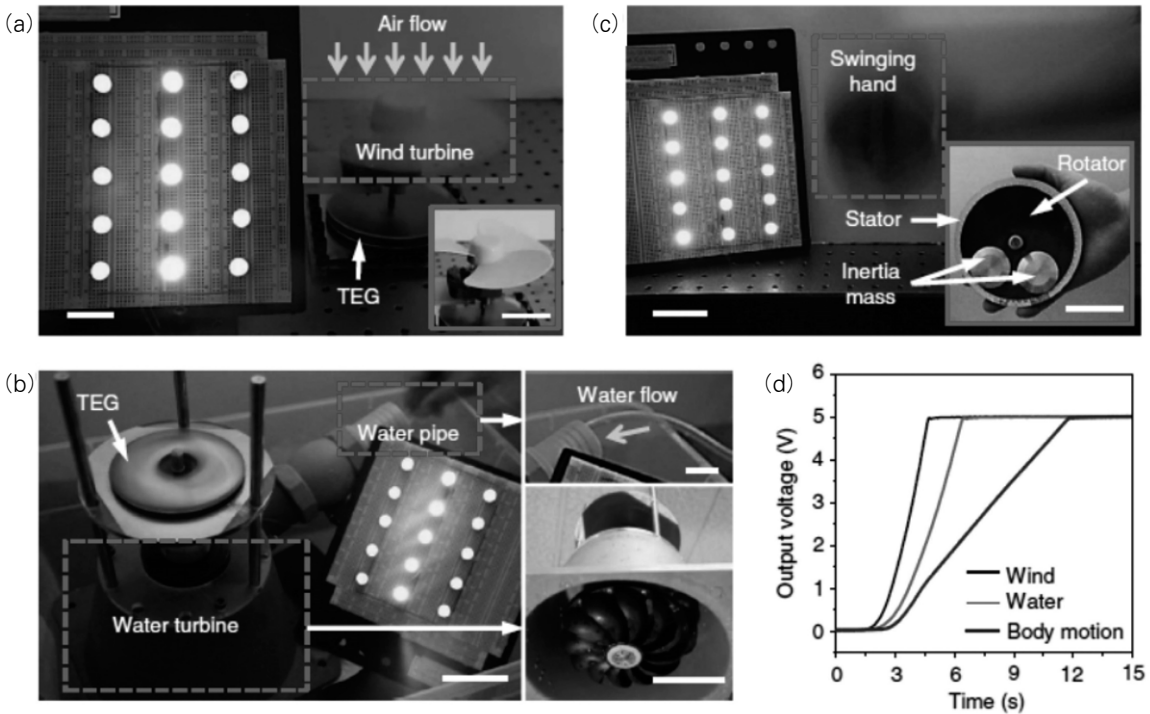 (a)
Air flow
Wind turbine
TEG
(c)
Swinging
hand
Rotator
Stator
Inertia
mass
(b)
TEG
Water pipe
Water turbine
Water flow
(d)
Output voltage (V)
6
5
4
3
2
1
0
Wind
Water
Body motion
0
3
6
9
12
15
Time (s)